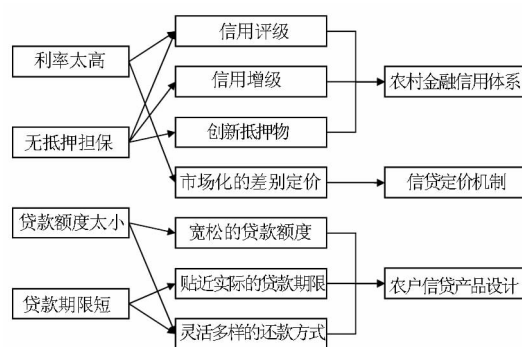 利率太高
无抵押担保
贷款额度太小
贷款期限短
信用评级
信用增级
创新抵押物
市场化的差别定价
宽松的贷款额度
贴近实际的贷款期限
灵活多样的还款方式
农村金融信用体系
信贷定价机制
农户信贷产品设计